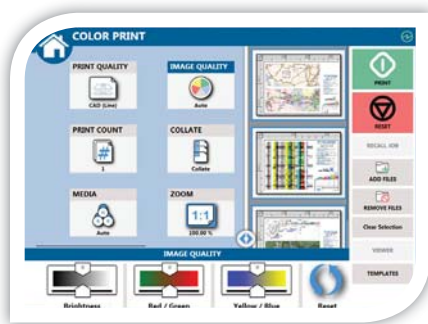 COLOR PRINT
PRINT QUALITY
CAD (Line)
IMAGE QUALITY
Auto
PRINT COUNT
#
1
COLLATE
Collate
MEDIA
Auto
ZOOM
1:1
100.00 %
PRINT
RESET
RECALL JOB
ADD FILES
REMOVE FILES
Clear Selection
VIEWER
TEMPLATES
IMAGE QUALITY
Brightness
Red / Green
Yellow / Blue
Reset